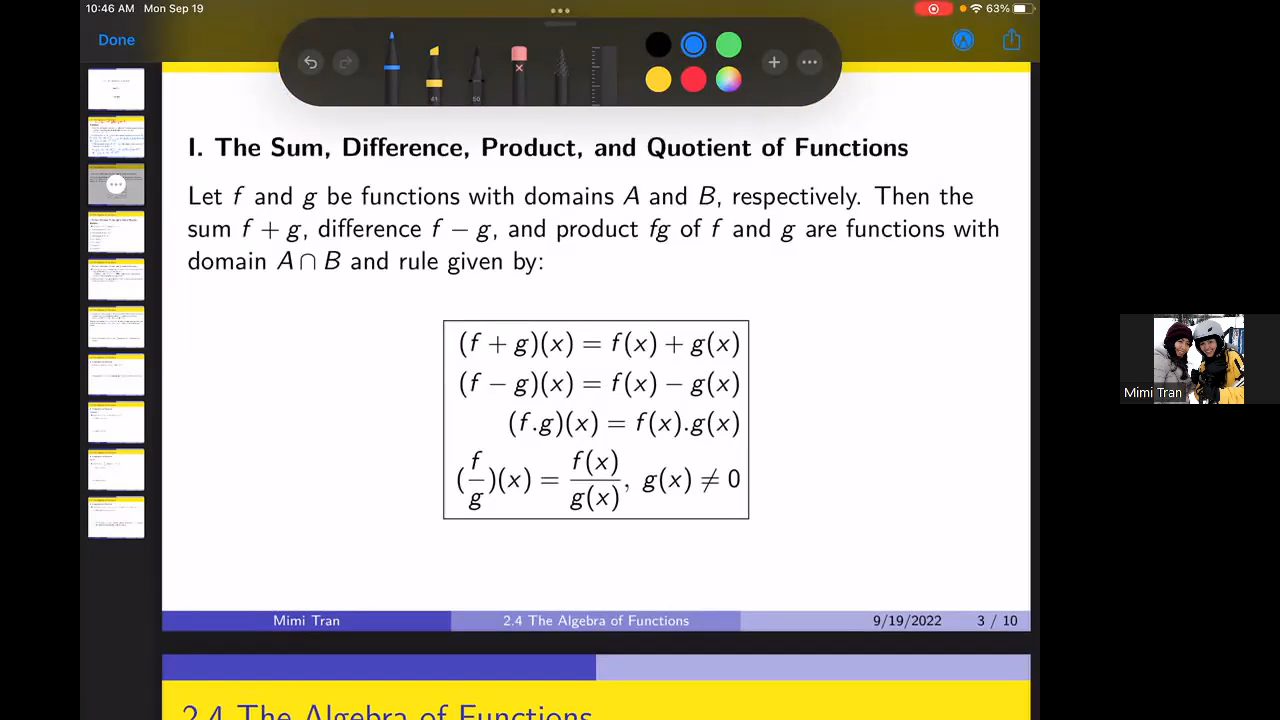 10:46 AM Mon Sep 19
63%
Done
41
50
I. The Sum, Difference, Product, and Quotient of Functions
Let f and g be functions with domains A and B, respectively. Then the
sum f + g, difference f − g, and product fg of f and g are functions with
domain A ∩ B and rule given by
(f + g)(x) = f(x) + g(x)
(f − g)(x) = f(x) − g(x)
(f.g)(x) = f(x).g(x)
(f/g)(x) = f(x)/g(x), g(x) ≠ 0
Mimi Tran
2.4 The Algebra of Functions
9/19/2022
3 / 10
2.4 The Algebra of Functions
Mimi Tran